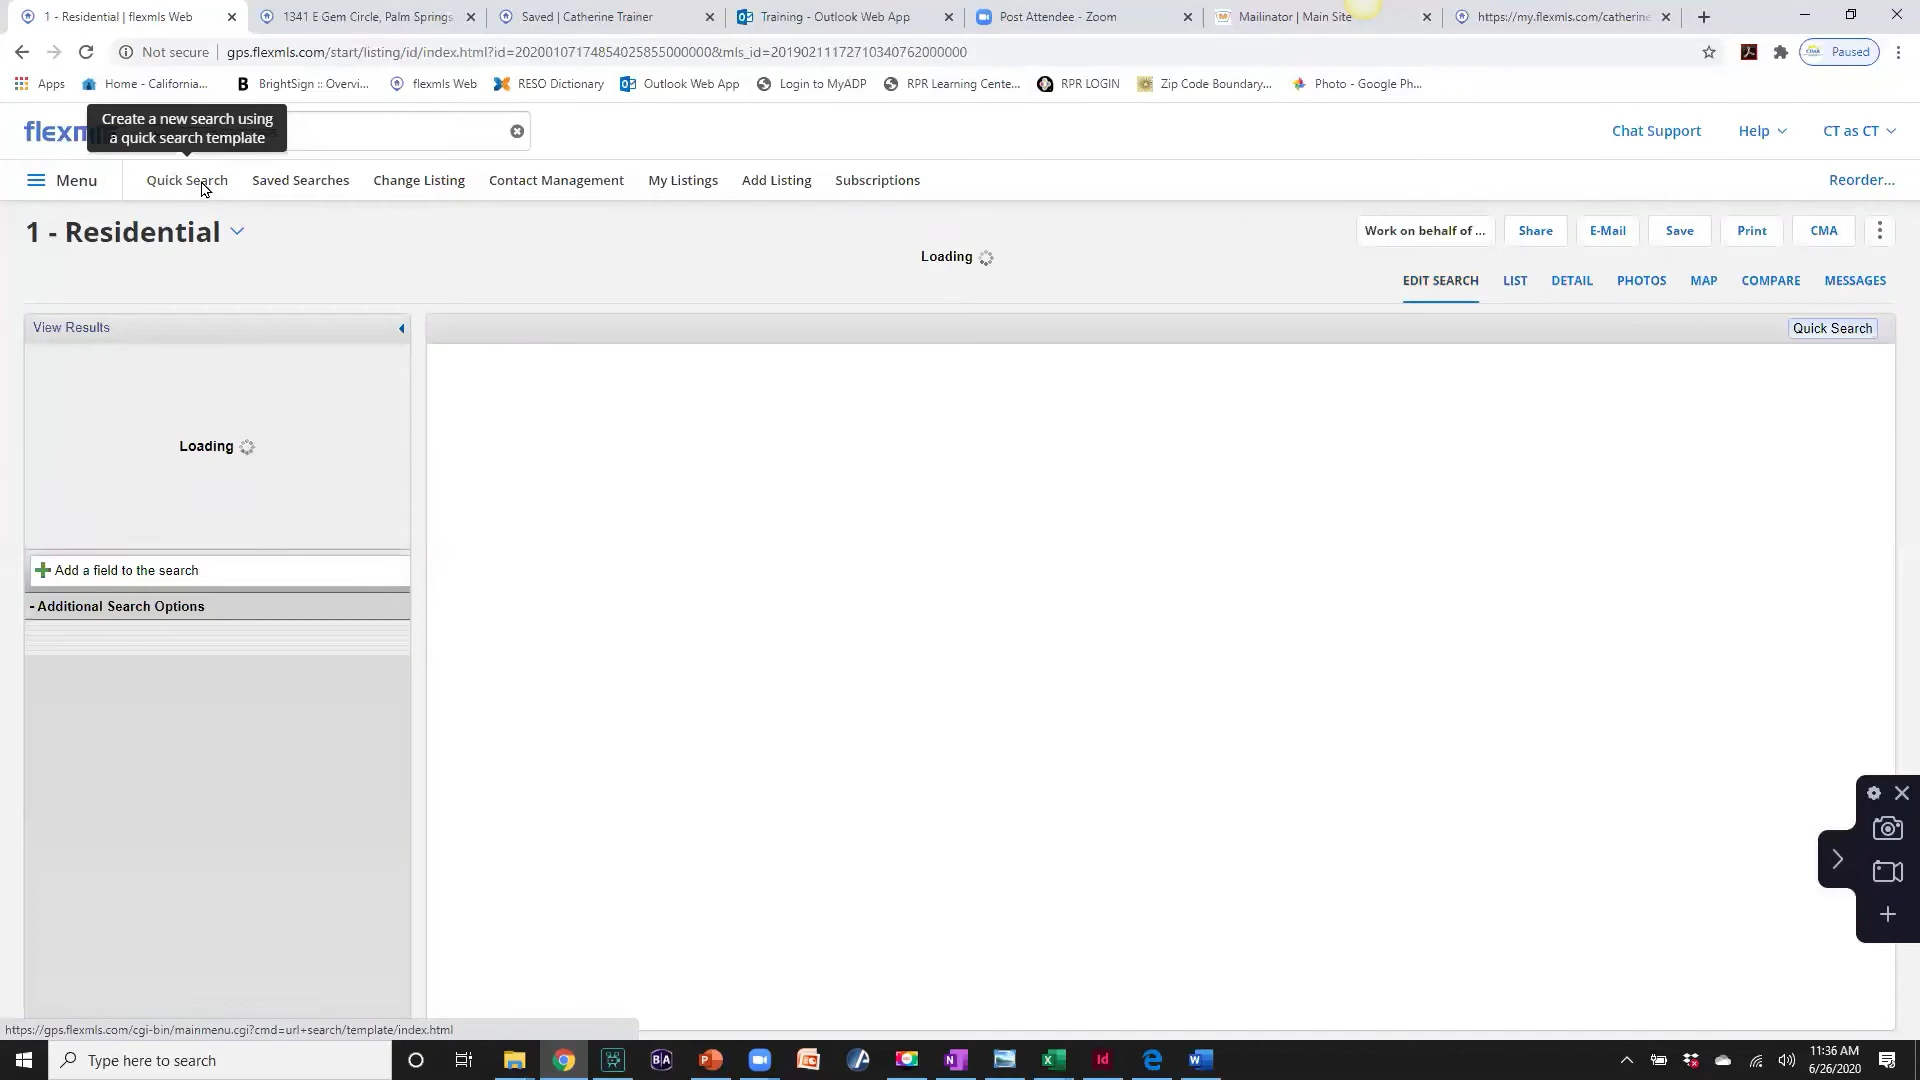 1 - Residential | flexmls Web
1341 E Gem Circle, Palm Springs
Saved | Catherine Trainer
Training - Outlook Web App
Post Attendee - Zoom
Mailinator | Main Site
https://my.flexmls.com/catherine
Not secure
gps.flexmls.com/start/listing/id/index.html?id=20200107174854025855000000&mls_id=20190211172710340762000000
Paused
Apps
Home - California...
BrightSign :: Overvi...
flexmls Web
RESO Dictionary
Outlook Web App
Login to MyADP
RPR Learning Cente...
RPR LOGIN
Zip Code Boundary...
Photo - Google Ph...
flexm
Create a new search using
a quick search template
Chat Support
Help
CT as CT
Menu
Quick Search
Saved Searches
Change Listing
Contact Management
My Listings
Add Listing
Subscriptions
Reorder...
1 - Residential
Loading
Work on behalf of ...
Share
E-Mail
Save
Print
CMA
EDIT SEARCH
LIST
DETAIL
PHOTOS
MAP
COMPARE
MESSAGES
View Results
Quick Search
Loading
Add a field to the search
- Additional Search Options
https://gps.flexmls.com/cgi-bin/mainmenu.cgi?cmd=url+search/template/index.html
Type here to search
BA
11:36 AM
6/26/2020